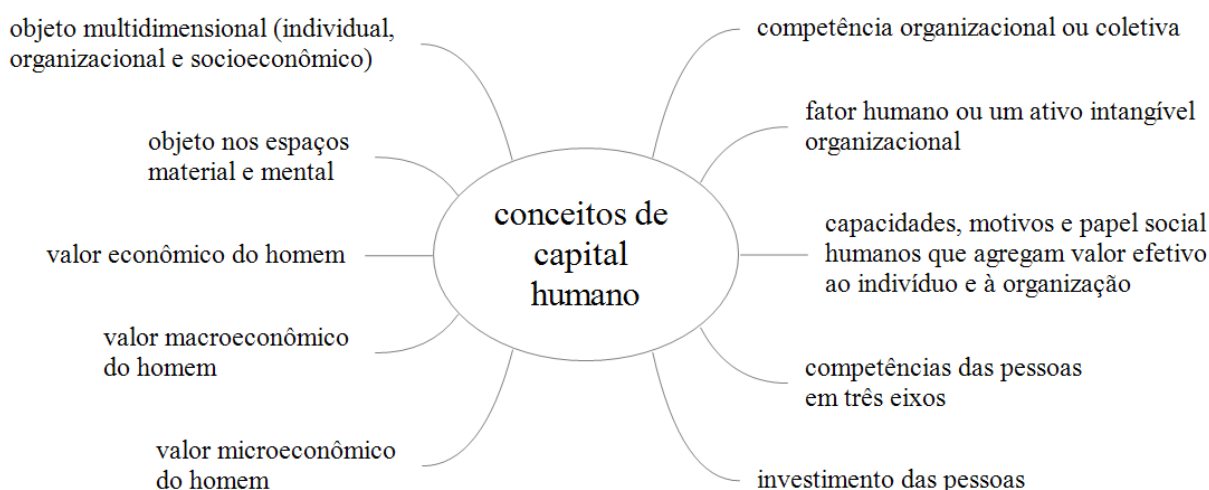 objeto multidimensional (individual,
organizacional e socioeconômico)
objeto nos espaços
material e mental
valor econômico do homem
valor macroeconômico
do homem
valor microeconômico
do homem
conceitos de
capital
humano
competência organizacional ou coletiva
fator humano ou um ativo intangível
organizacional
capacidades, motivos e papel social
humanos que agregam valor efetivo
ao indivíduo e à organização
competências das pessoas
em três eixos
investimento das pessoas